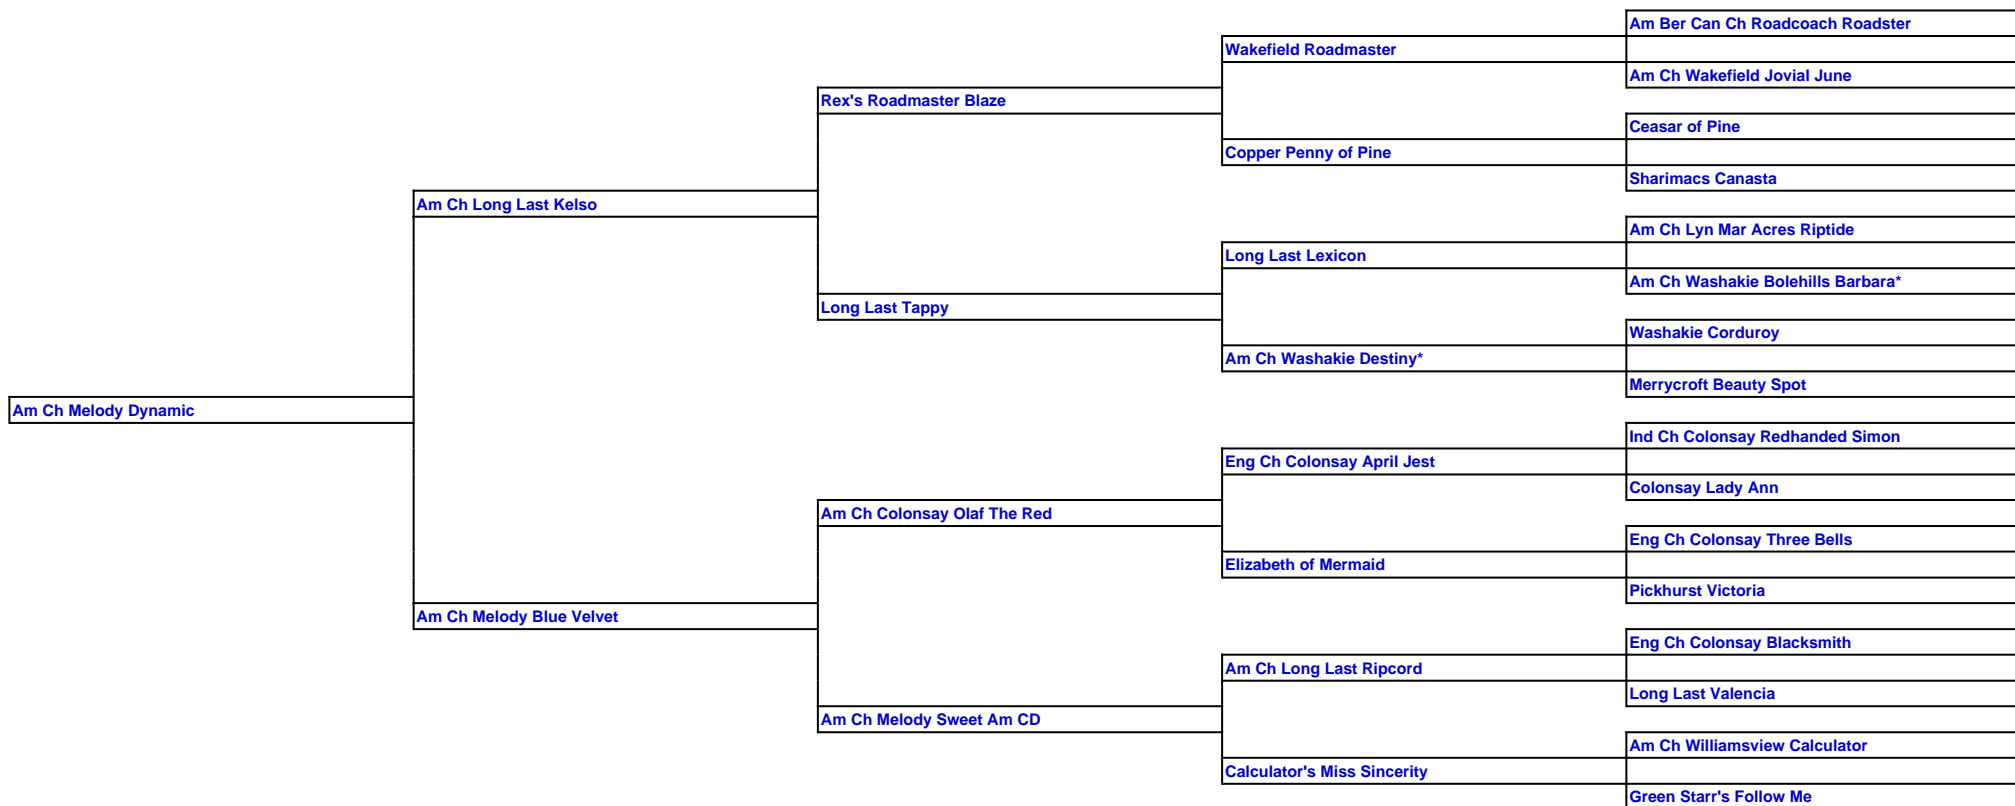 Am Ber Can Ch Roadcoach Roadster
Wakefield Roadmaster
Am Ch Wakefield Jovial June
Rex's Roadmaster Blaze
Ceasar of Pine
Copper Penny of Pine
Sharimacs Canasta
Am Ch Long Last Kelso
Am Ch Lyn Mar Acres Riptide
Long Last Lexicon
Am Ch Washakie Bolehills Barbara*
Long Last Tappy
Washakie Corduroy
Am Ch Washakie Destiny*
Merrycroft Beauty Spot
Am Ch Melody Dynamic
Ind Ch Colonsay Redhanded Simon
Eng Ch Colonsay April Jest
Colonsay Lady Ann
Am Ch Colonsay Olaf The Red
Eng Ch Colonsay Three Bells
Elizabeth of Mermaid
Pickhurst Victoria
Am Ch Melody Blue Velvet
Eng Ch Colonsay Blacksmith
Am Ch Long Last Ripcord
Long Last Valencia
Am Ch Melody Sweet Am CD
Am Ch Williamsview Calculator
Calculator's Miss Sincerity
Green Starr's Follow Me